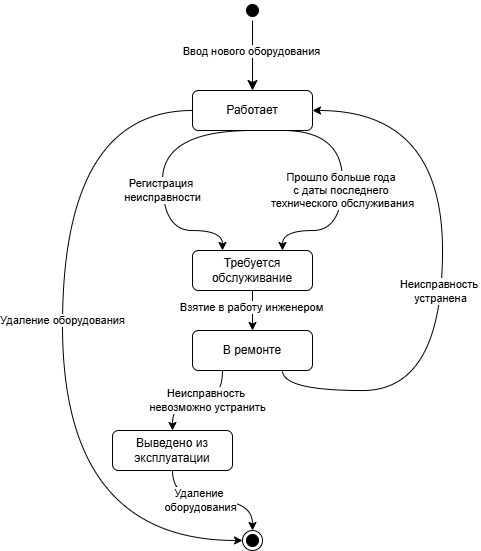 Ввод нового оборудования
Работает
Регистрация
неисправности
Прошло больше года
с даты последнего
технического обслуживания
Требуется
обслуживание
Неисправность
устранена
Взятие в работу инженером
Удаление оборудования
В ремонте
Неисправность
невозможно устранить
Выведено из
эксплуатации
Удаление
оборудования